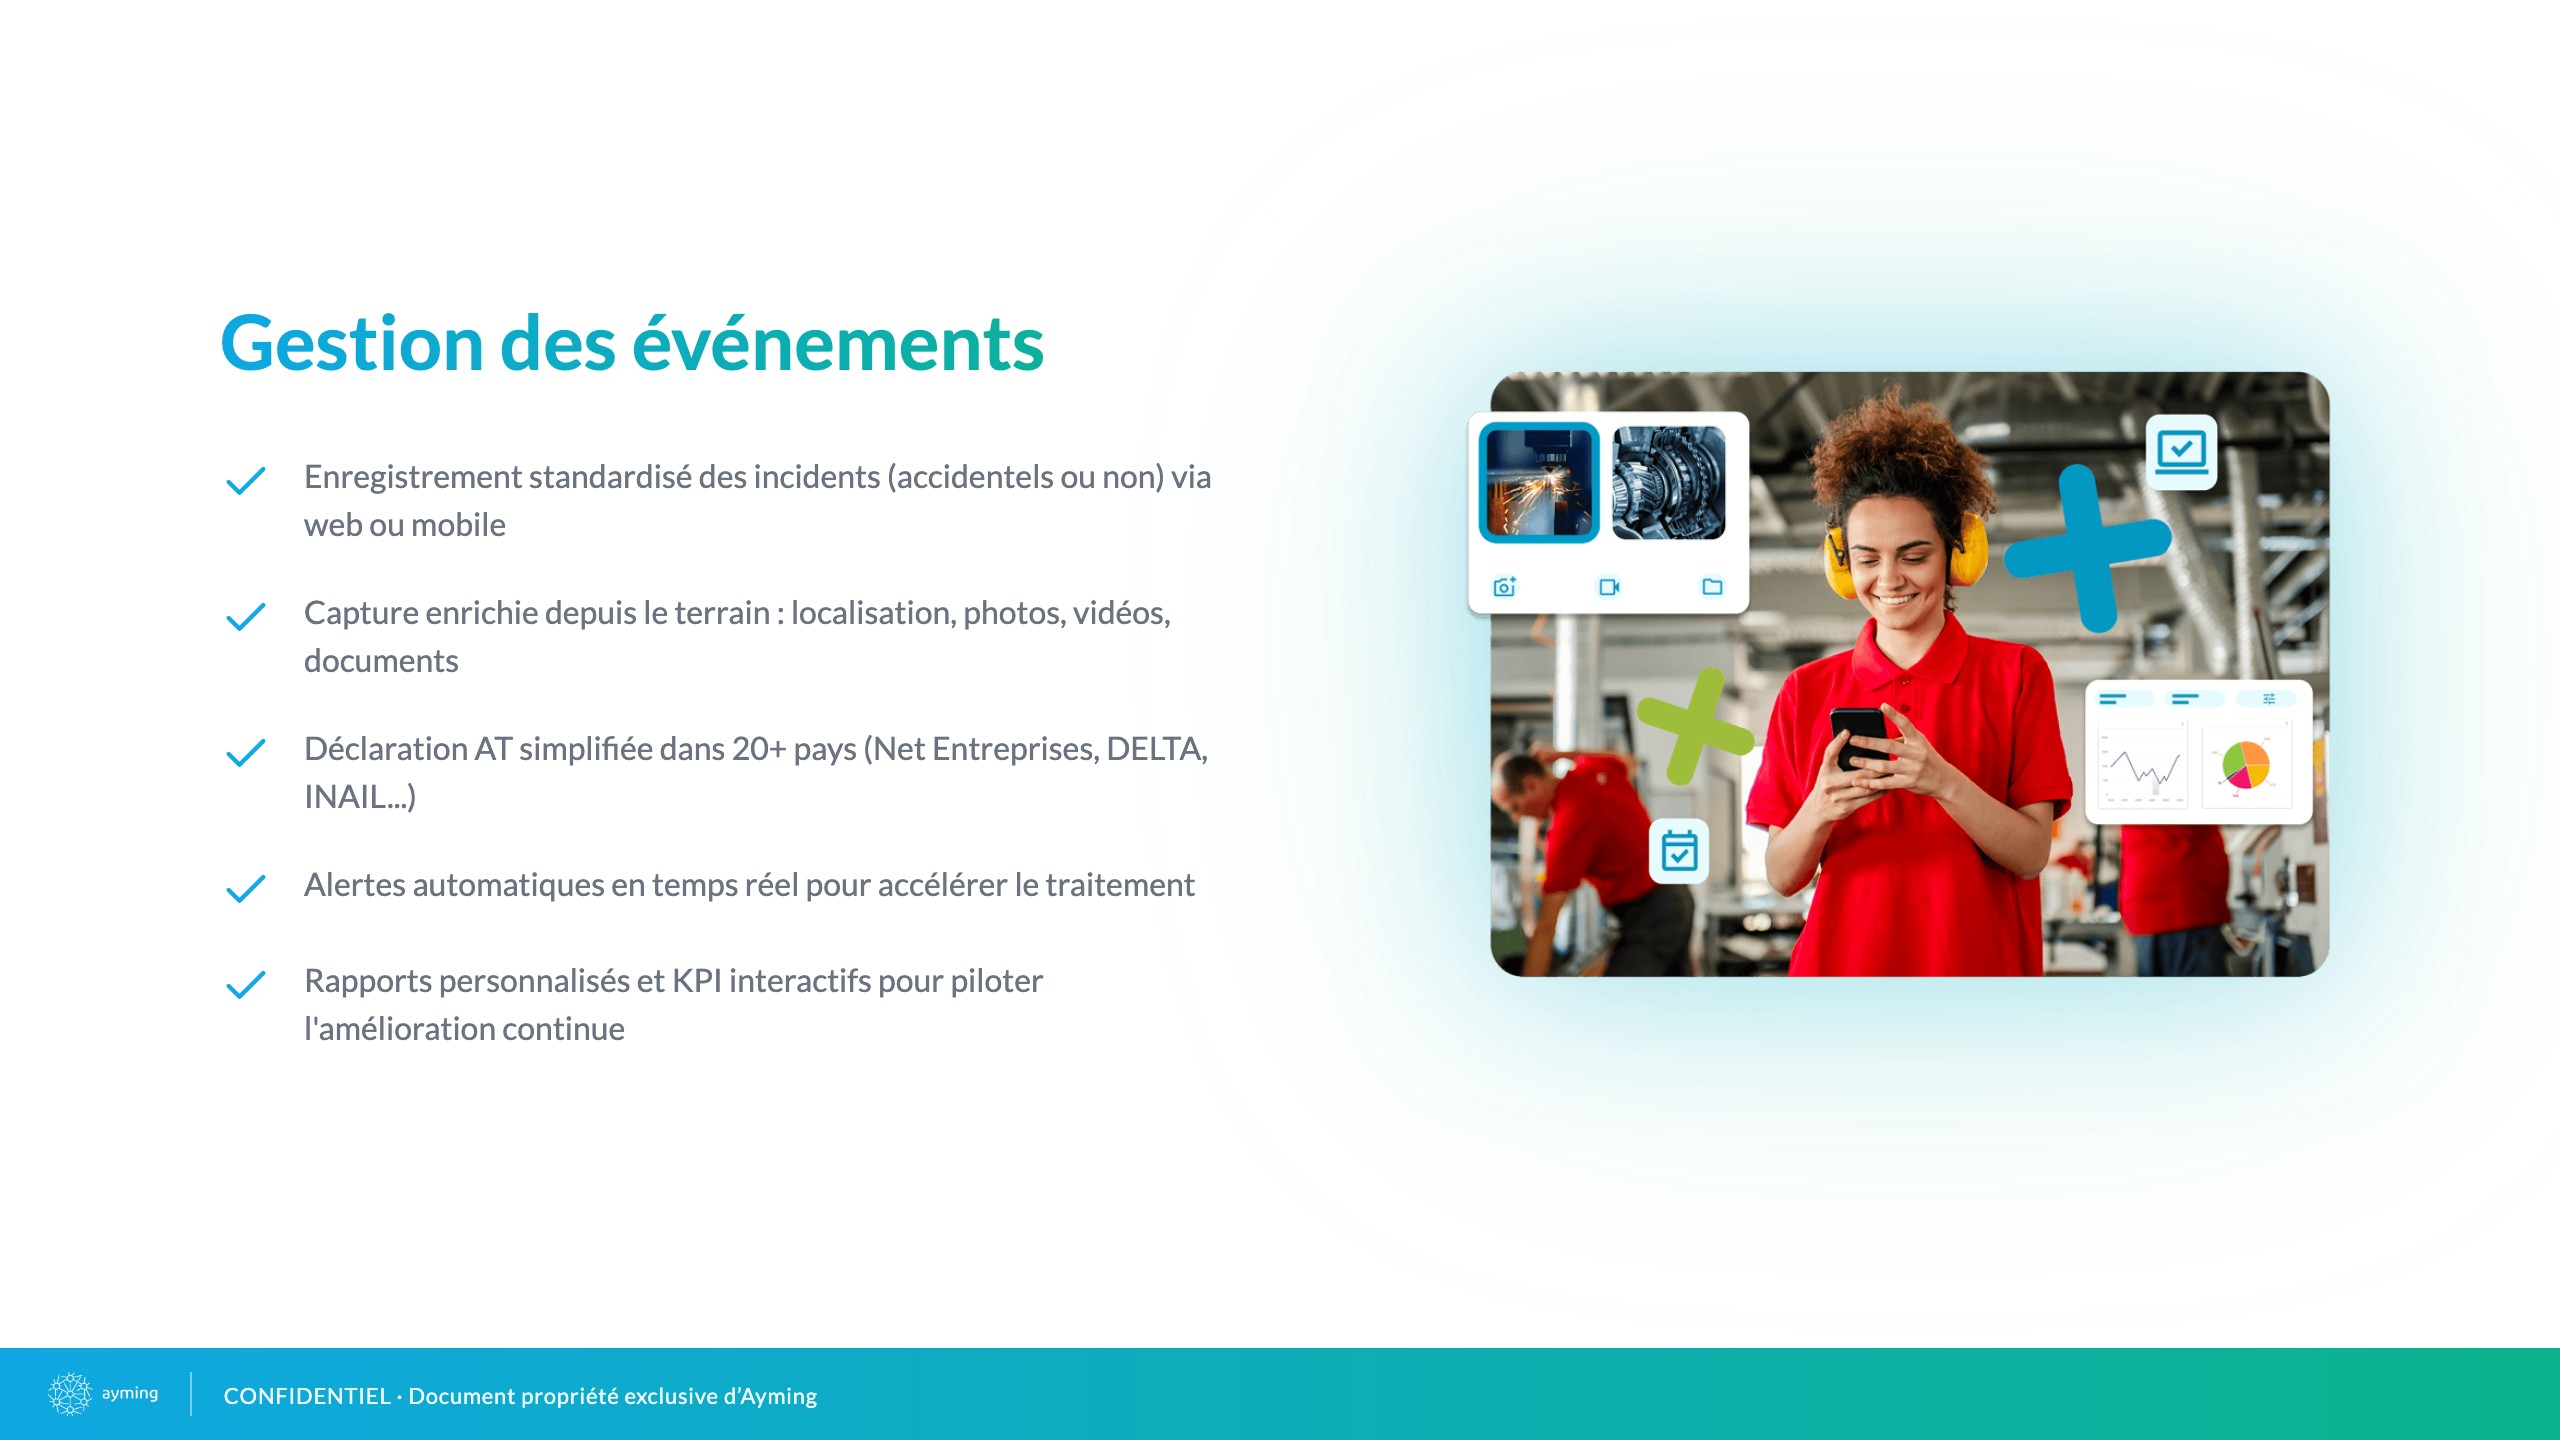 Gestion des événements
Enregistrement standardisé des incidents (accidentels ou non) via
web ou mobile
Capture enrichie depuis le terrain : localisation, photos, vidéos,
documents
Déclaration AT simplifiée dans 20+ pays (Net Entreprises, DELTA,
INAIL...)
Alertes automatiques en temps réel pour accélérer le traitement
Rapports personnalisés et KPI interactifs pour piloter
l'amélioration continue
ayming
CONFIDENTIEL · Document propriété exclusive d’Ayming